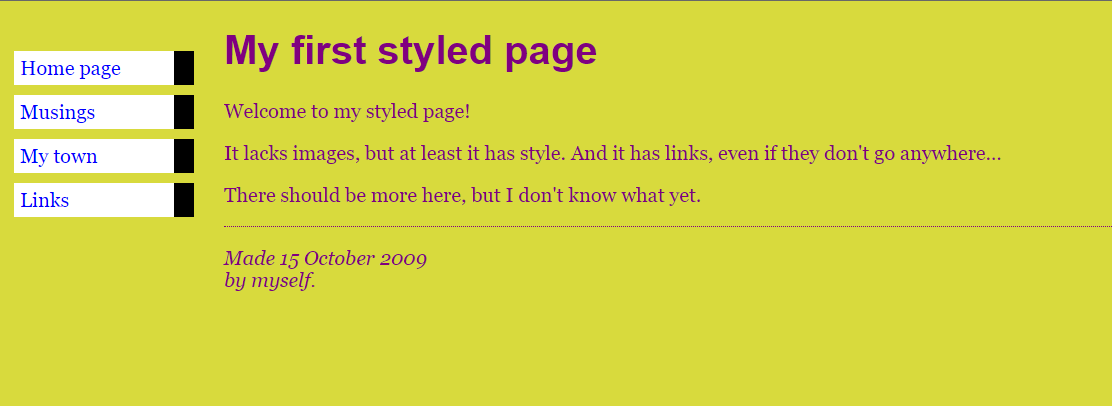 Home page
Musings
My town
Links
My first styled page
Welcome to my styled page!
It lacks images, but at least it has style. And it has links, even if they don't go anywhere...
There should be more here, but I don't know what yet.
Made 15 October 2009
by myself.